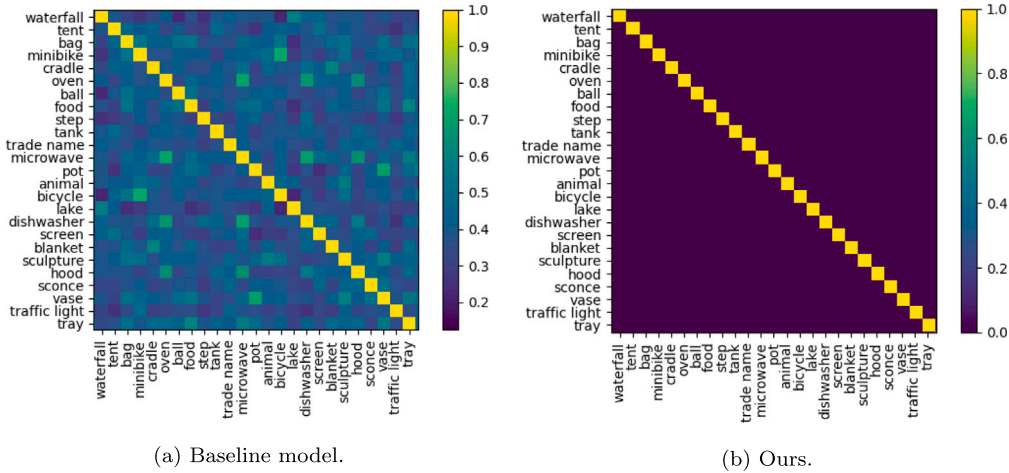 waterfall
tent
bag
minibike
cradle
oven
ball
food
step
tank
trade name
microwave
pot
animal
bicycle
lake
dishwasher
screen
blanket
sculpture
hood
sconce
vase
traffic light
tray
waterfall
tent
bag
minibike
cradle
oven
ball
food
step
tank
trade name
microwave
pot
animal
bicycle
lake
dishwasher
screen
blanket
sculpture
hood
sconce
vase
traffic light
tray
1.0
0.9
0.8
0.7
0.6
0.5
0.4
0.3
0.2
(a) Baseline model.
waterfall
tent
bag
minibike
cradle
oven
ball
food
step
tank
trade name
microwave
pot
animal
bicycle
lake
dishwasher
screen
blanket
sculpture
hood
sconce
vase
traffic light
tray
waterfall
tent
bag
minibike
cradle
oven
ball
food
step
tank
trade name
microwave
pot
animal
bicycle
lake
dishwasher
screen
blanket
sculpture
hood
sconce
vase
traffic light
tray
1.0
0.8
0.6
0.4
0.2
0.0
(b) Ours.